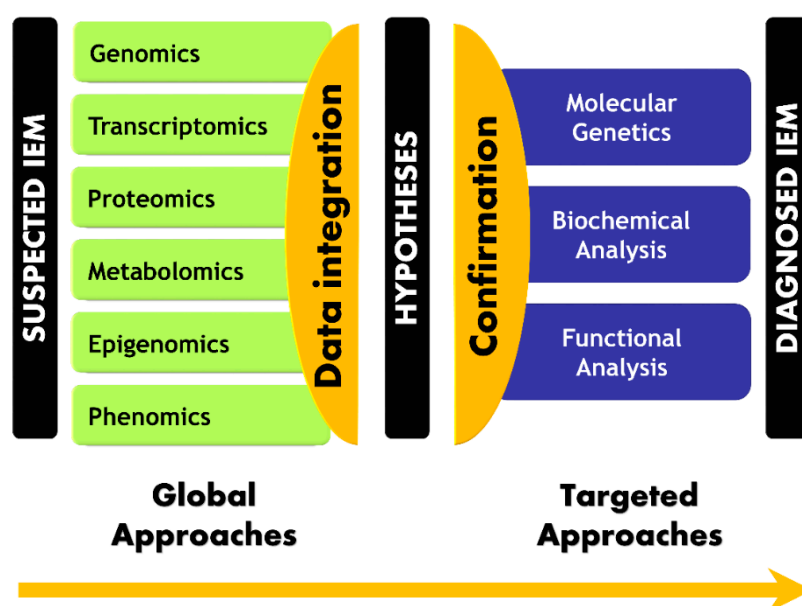 SUSPECTED IEM
Genomics
Transcriptomics
Proteomics
Metabolomics
Epigenomics
Phenomics
Data integration
HYPOTHESES
Confirmation
Molecular
Genetics
Biochemical
Analysis
Functional
Analysis
DIAGNOSED IEM
Global
Approaches
Targeted
Approaches